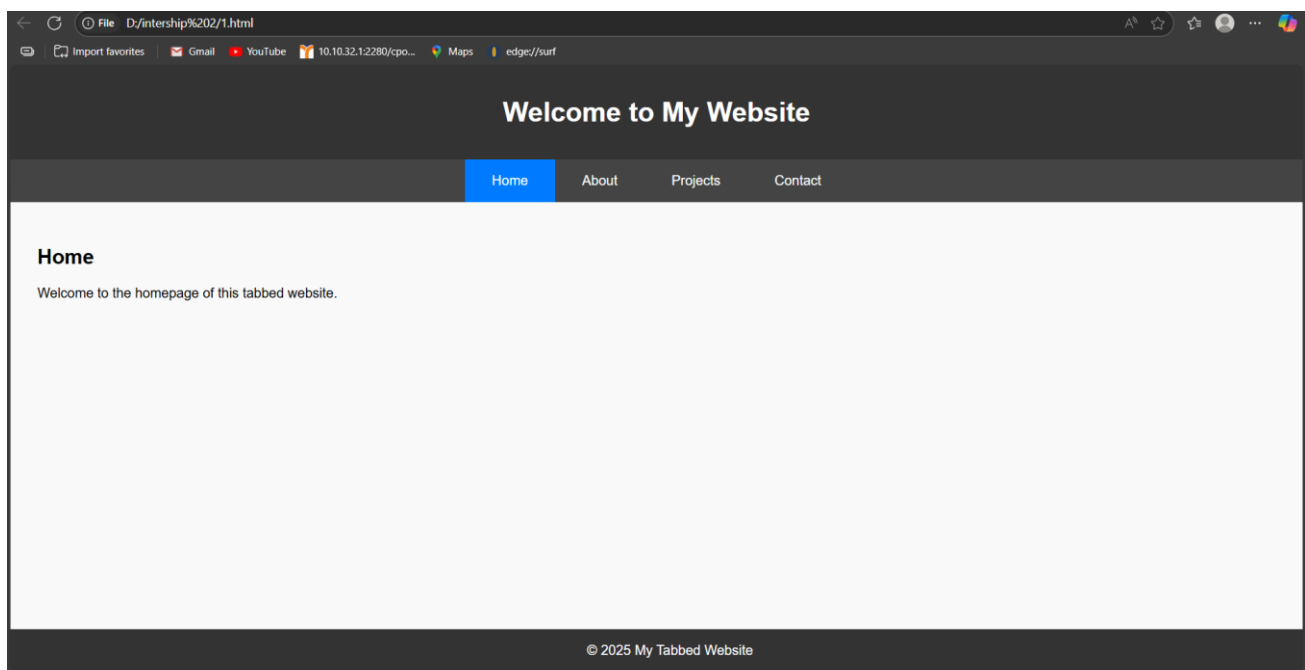 File D:/intership%202/1.html
Import favorites Gmail YouTube 10.10.32.1:2280/cpo... Maps edge://surf
Welcome to My Website
Home About Projects Contact
Home
Welcome to the homepage of this tabbed website.
© 2025 My Tabbed Website